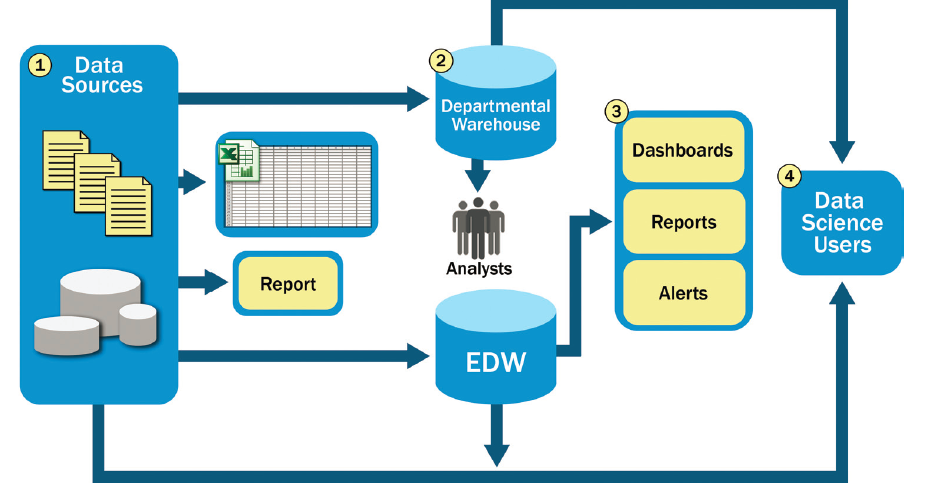 1
Data
Sources
X
Report
2
Departmental
Warehouse
Analysts
EDW
3
Dashboards
Reports
Alerts
4
Data
Science
Users